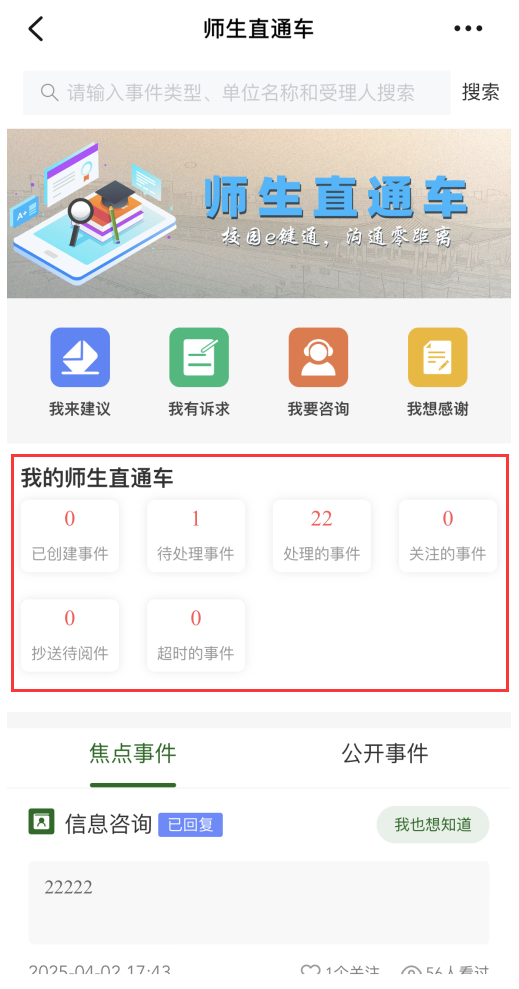 师生直通车
请输入事件类型、单位名称和受理人搜索 搜索
A+
师生直通车
校园e键通，沟通零距离
我来建议 我有诉求 我要咨询 我想感谢
我的师生直通车
0 1 22 0
已创建事件 待处理事件 处理的事件 关注的事件
0 0
抄送待阅件 超时的事件
焦点事件 公开事件
信息咨询 已回复 我也想知道
22222
2025-04-02 17:43 1个关注 56人看过